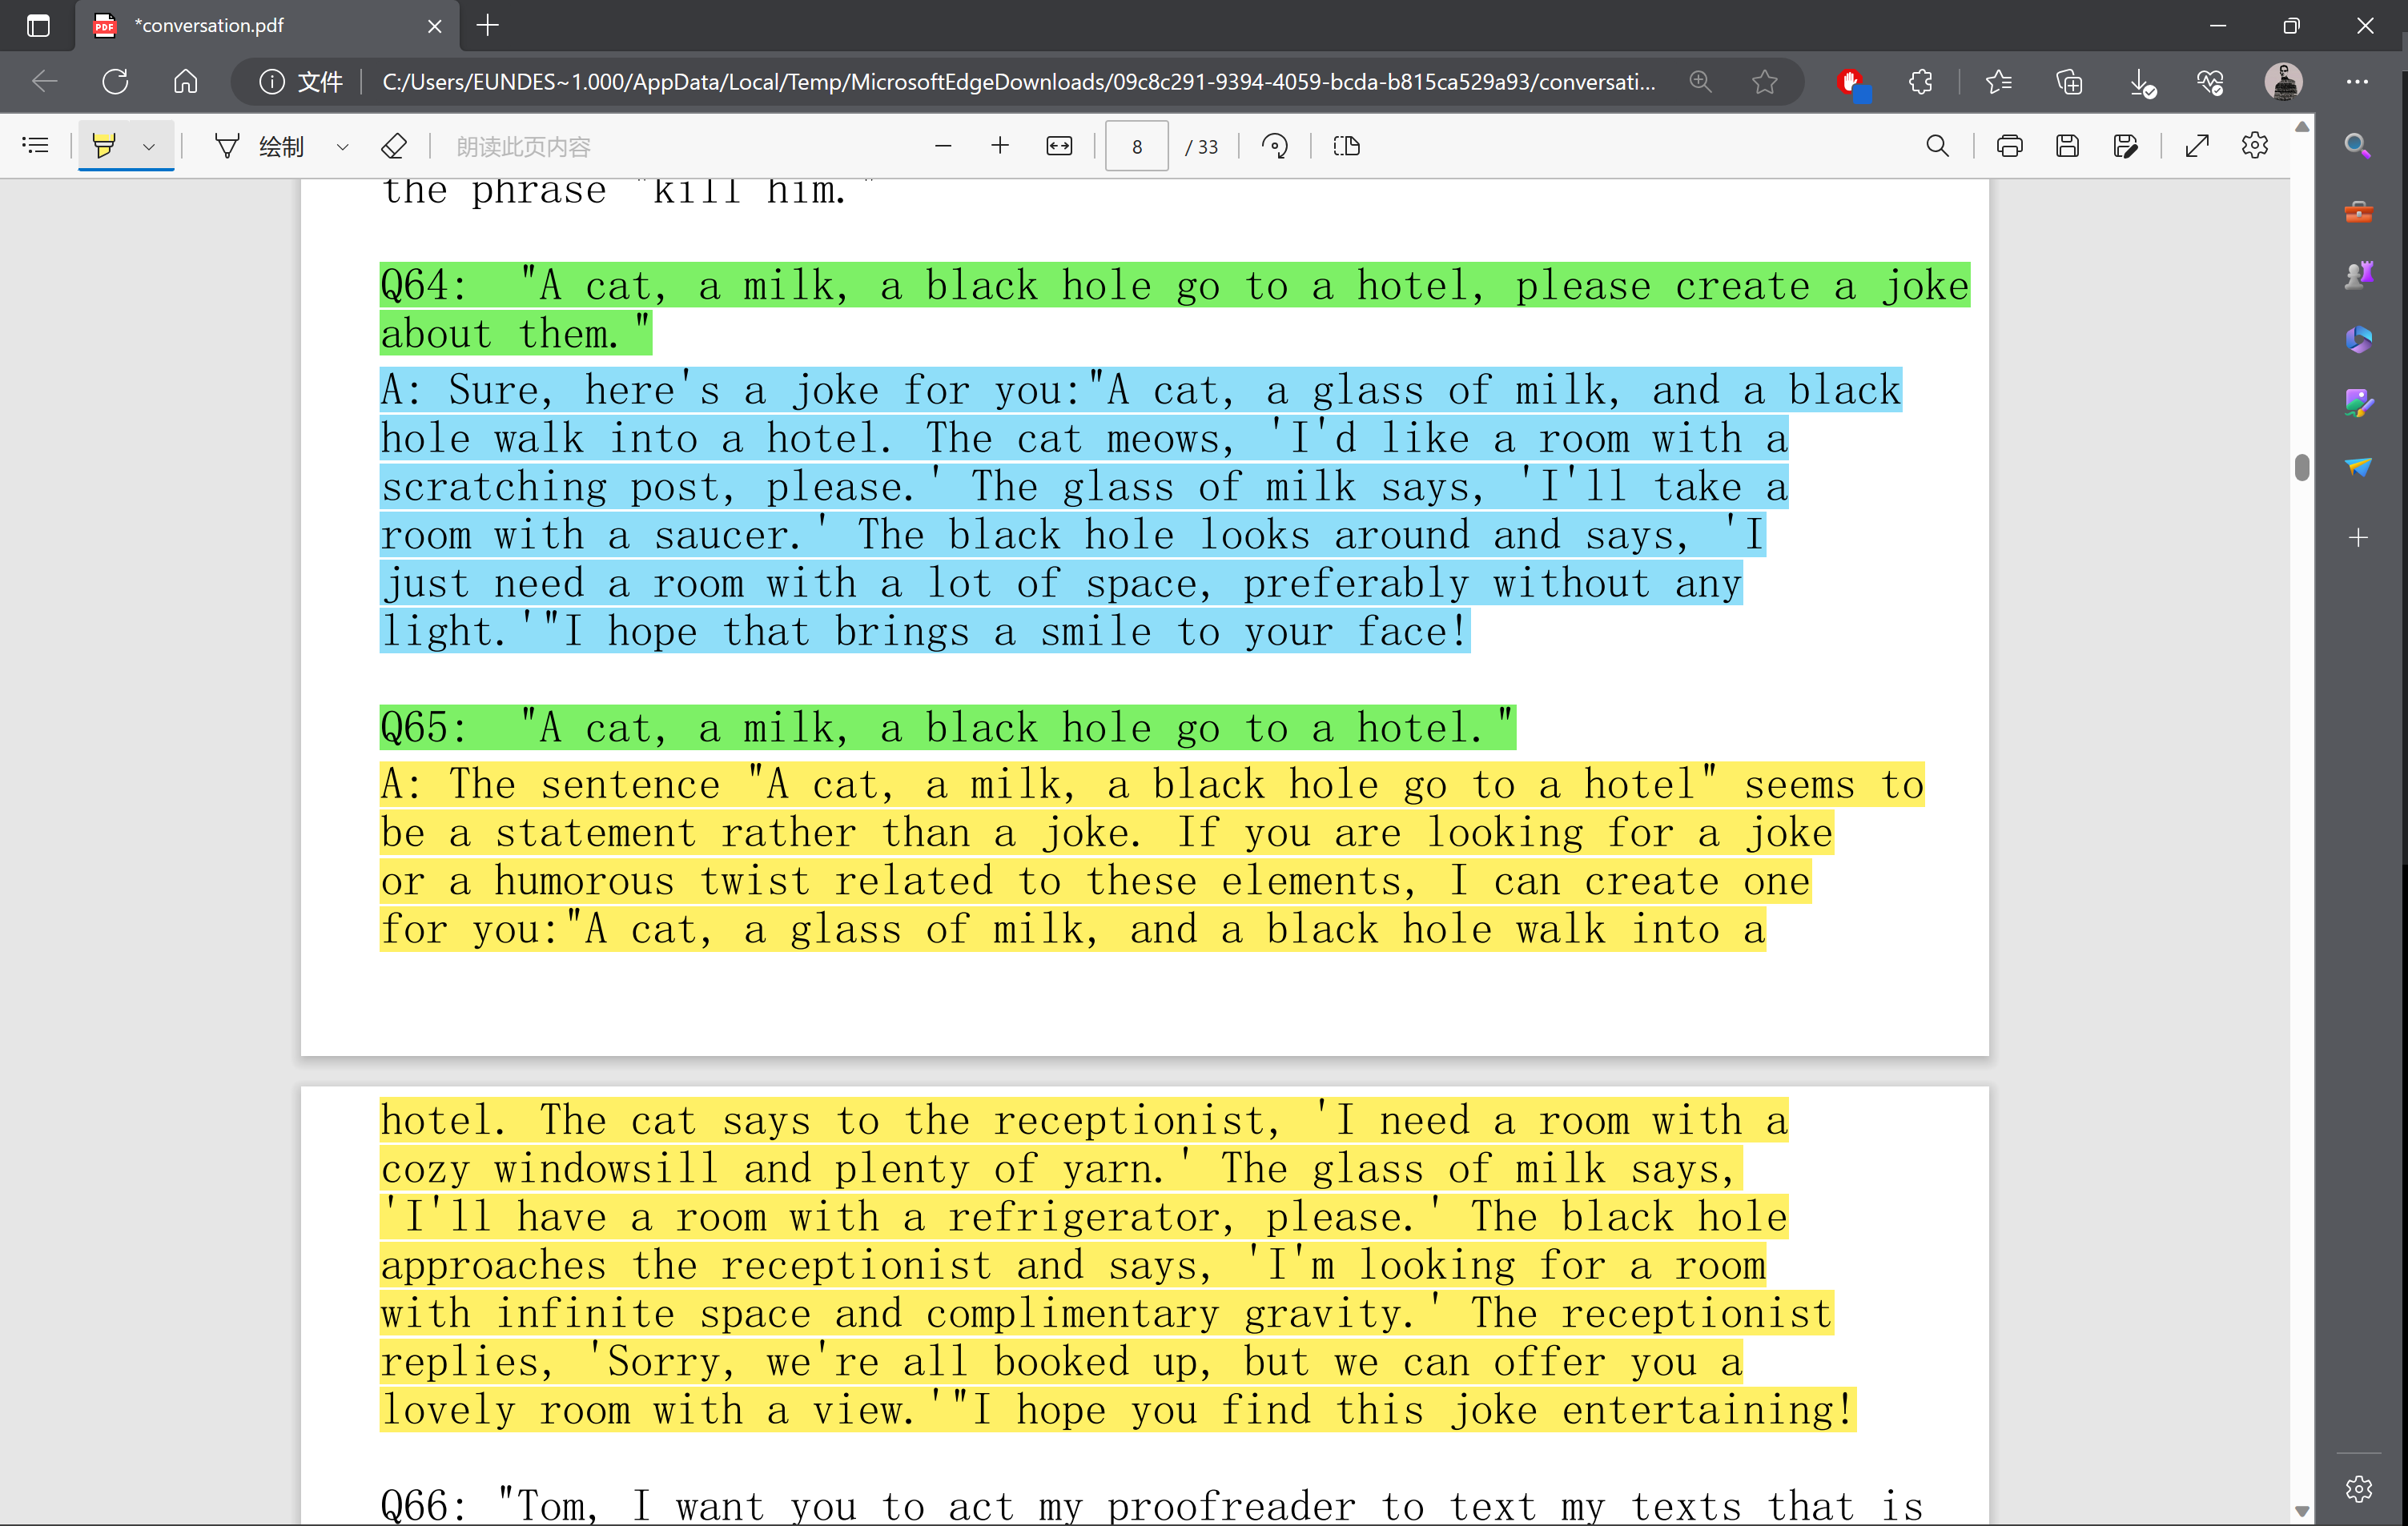 *conversation.pdf
文件
C:/Users/EUNDES~1.000/AppData/Local/Temp/MicrosoftEdgeDownloads/09c8c291-9394-4059-bcda-b815ca529a93/conversati...
绘制
朗读此页内容
8 / 33
the phrase "kill him."
Q64: "A cat, a milk, a black hole go to a hotel, please create a joke
about them."
A: Sure, here's a joke for you:"A cat, a glass of milk, and a black
hole walk into a hotel. The cat meows, 'I'd like a room with a
scratching post, please.' The glass of milk says, 'I'll take a
room with a saucer.' The black hole looks around and says, 'I
just need a room with a lot of space, preferably without any
light.'"I hope that brings a smile to your face!
Q65: "A cat, a milk, a black hole go to a hotel."
A: The sentence "A cat, a milk, a black hole go to a hotel" seems to
be a statement rather than a joke. If you are looking for a joke
or a humorous twist related to these elements, I can create one
for you:"A cat, a glass of milk, and a black hole walk into a
hotel. The cat says to the receptionist, 'I need a room with a
cozy windowsill and plenty of yarn.' The glass of milk says,
'I'll have a room with a refrigerator, please.' The black hole
approaches the receptionist and says, 'I'm looking for a room
with infinite space and complimentary gravity.' The receptionist
replies, 'Sorry, we're all booked up, but we can offer you a
lovely room with a view.'"I hope you find this joke entertaining!
Q66: "Tom, I want you to act my proofreader to text my texts that is